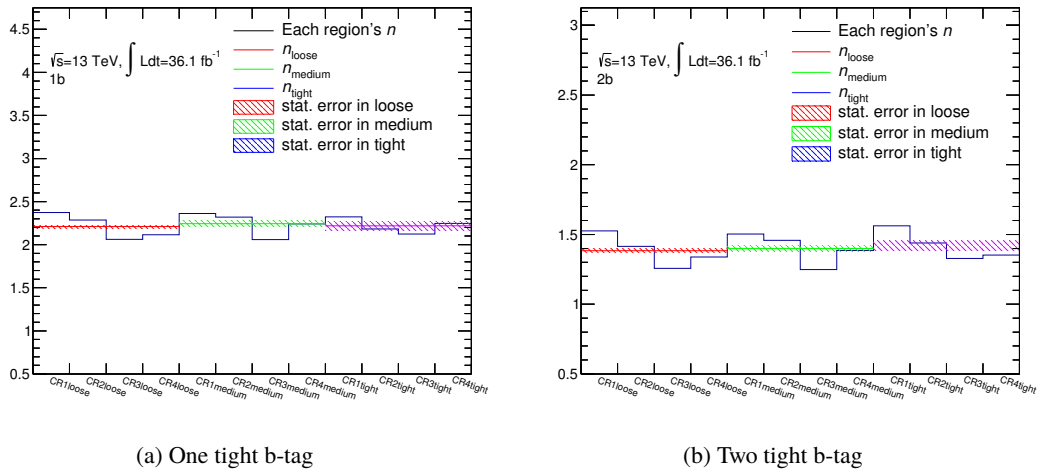 4.5
4
3.5
3
2.5
2
1.5
1
0.5
√s=13 TeV, ∫ Ldt=36.1 fb⁻¹
1b
Each region's n
n_loose
n_medium
n_tight
stat. error in loose
stat. error in medium
stat. error in tight
CR1loose CR2loose CR3loose CR4loose CR1medium CR2medium CR3medium CR4medium CR1tight CR2tight CR3tight CR4tight
(a) One tight b-tag
3
2.5
2
1.5
1
0.5
√s=13 TeV, ∫ Ldt=36.1 fb⁻¹
2b
Each region's n
n_loose
n_medium
n_tight
stat. error in loose
stat. error in medium
stat. error in tight
CR1loose CR2loose CR3loose CR4loose CR1medium CR2medium CR3medium CR4medium CR1tight CR2tight CR3tight CR4tight
(b) Two tight b-tag